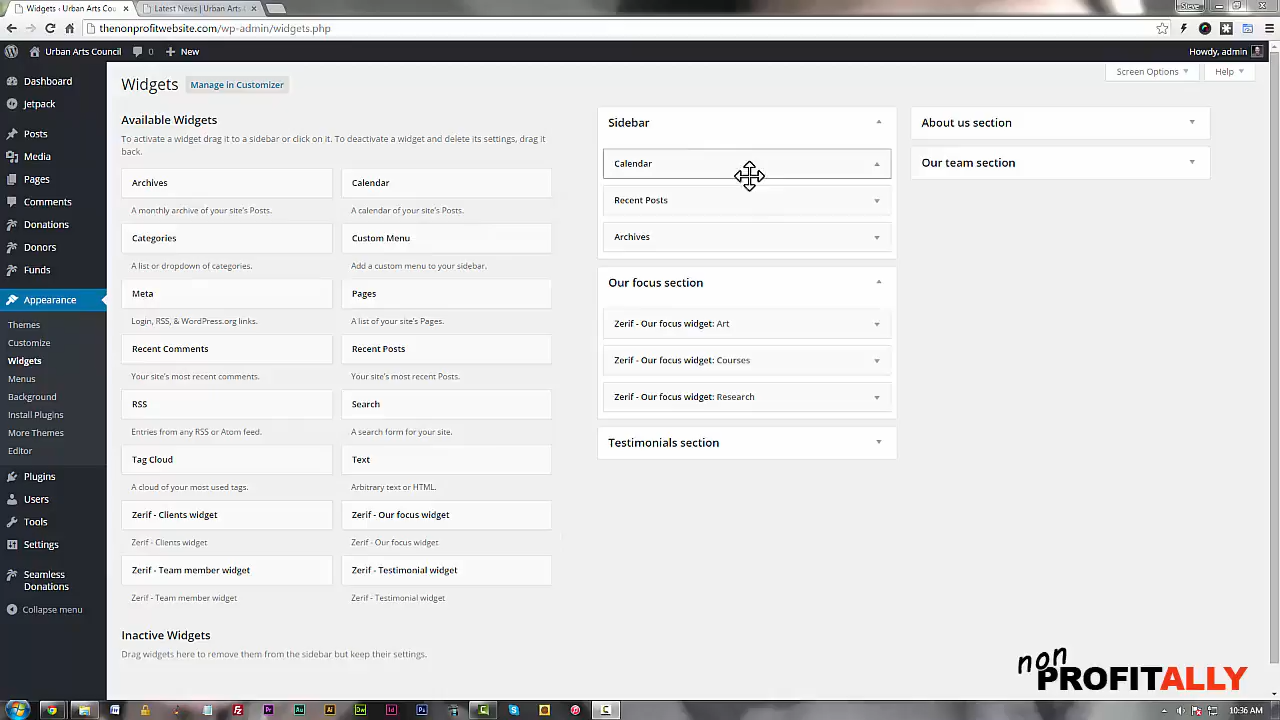 Widgets ‹ Urban Arts Cou
Latest News | Urban Arts
Steve
thenonprofitwebsite.com/wp-admin/widgets.php
Urban Arts Council
0
New
Howdy, admin
Dashboard
Jetpack
Posts
Media
Pages
Comments
Donations
Donors
Funds
Appearance
Themes
Customize
Widgets
Menus
Background
Install Plugins
More Themes
Editor
Plugins
Users
Tools
Settings
Seamless
Donations
Collapse menu
Widgets
Manage in Customizer
Screen Options
Help
Available Widgets
To activate a widget drag it to a sidebar or click on it. To deactivate a widget and delete its settings, drag it
back.
Archives
Calendar
A monthly archive of your site's Posts.
A calendar of your site's Posts.
Categories
Custom Menu
A list or dropdown of categories.
Add a custom menu to your sidebar.
Meta
Pages
Login, RSS, & WordPress.org links.
A list of your site's Pages.
Recent Comments
Recent Posts
Your site's most recent comments.
Your site's most recent Posts.
RSS
Search
Entries from any RSS or Atom feed.
A search form for your site.
Tag Cloud
Text
A cloud of your most used tags.
Arbitrary text or HTML.
Zerif - Clients widget
Zerif - Our focus widget
Zerif - Clients widget
Zerif - Our focus widget
Zerif - Team member widget
Zerif - Testimonial widget
Zerif - Team member widget
Zerif - Testimonial widget
Inactive Widgets
Drag widgets here to remove them from the sidebar but keep their settings.
Sidebar
Calendar
Recent Posts
Archives
Our focus section
Zerif - Our focus widget: Art
Zerif - Our focus widget: Courses
Zerif - Our focus widget: Research
Testimonials section
About us section
Our team section
non
PROFITALLY
10:36 AM